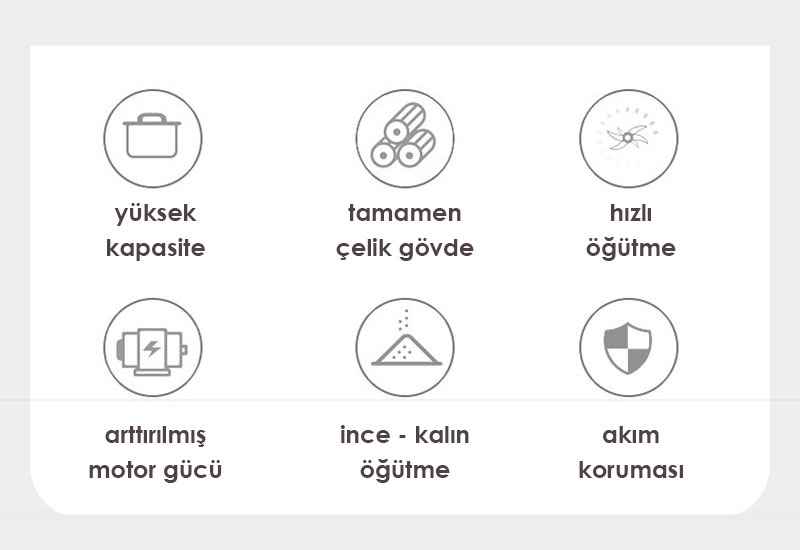 yüksek
kapasite
tamamen
çelik gövde
hızlı
öğütme
arttırılmış
motor gücü
ince - kalın
öğütme
akım
koruması